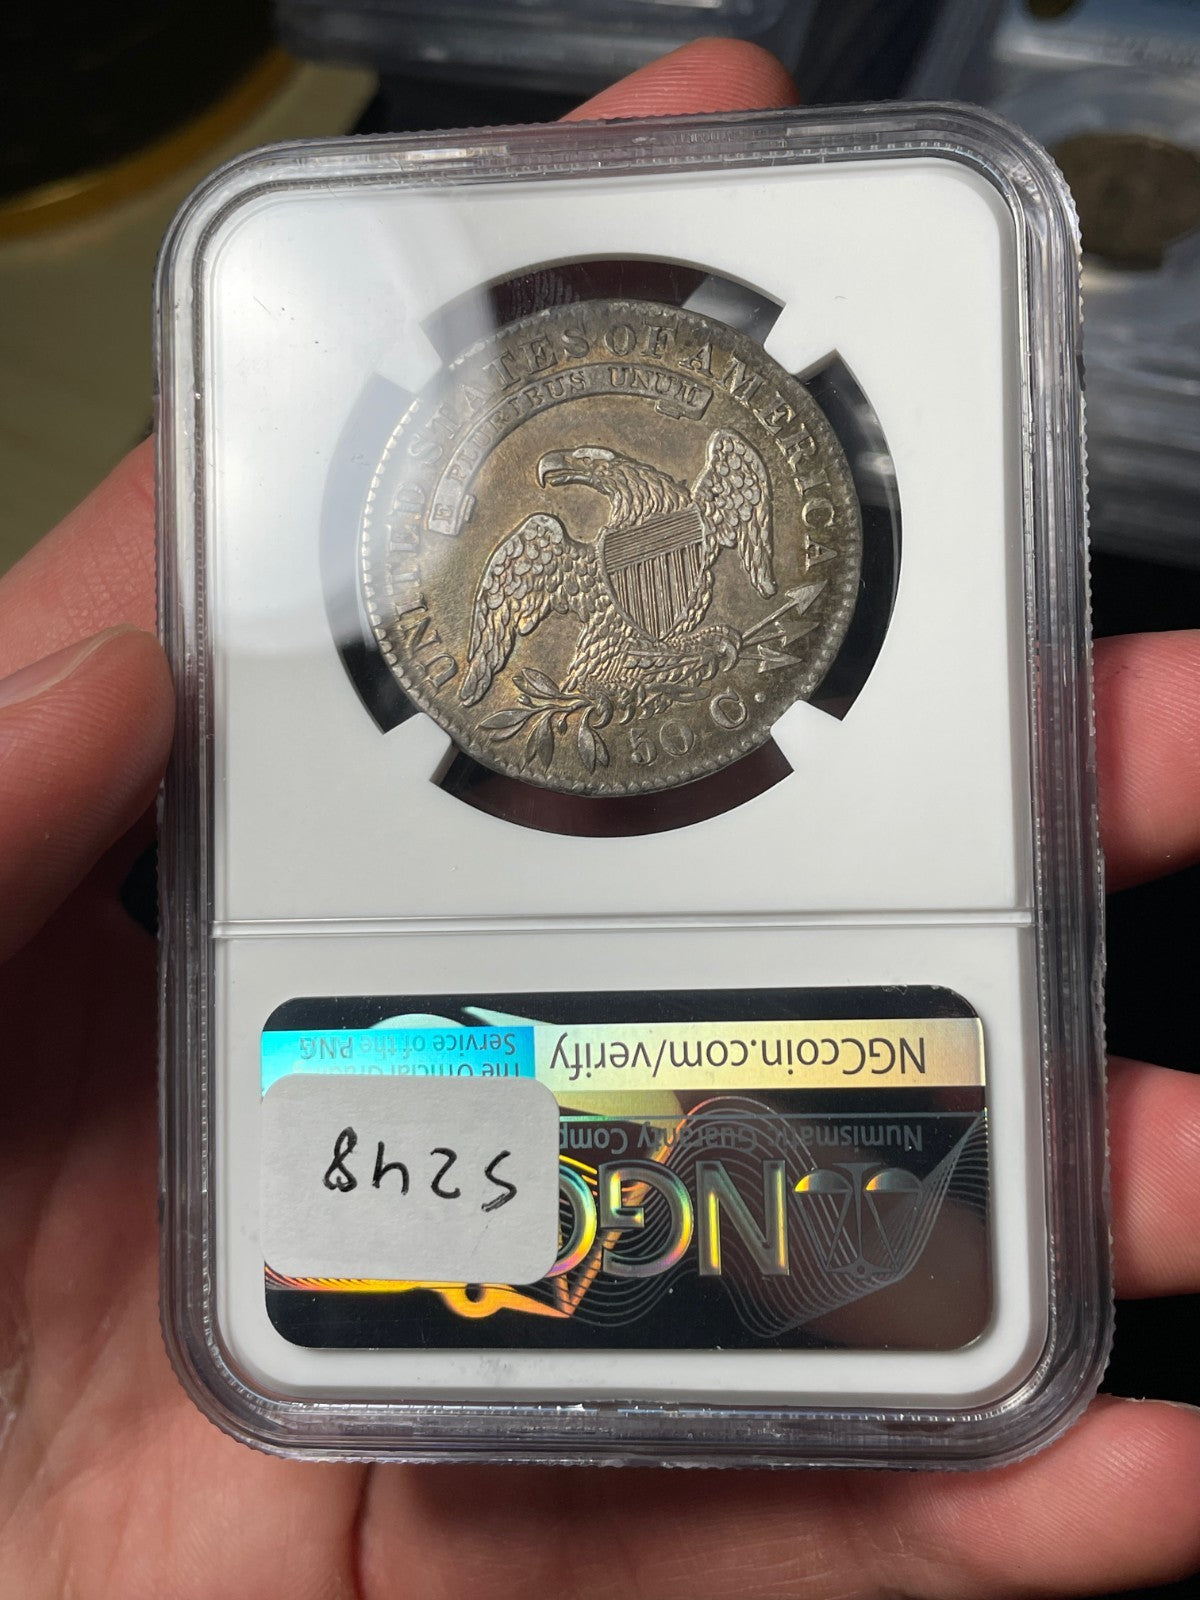 UNITED STATES OF AMERICA
E PLURIBUS UNUM
50 C.
NGC
Numismatic Guaranty Comp
5248
NGCcoin.com/verify
The Official
Service of the PNG